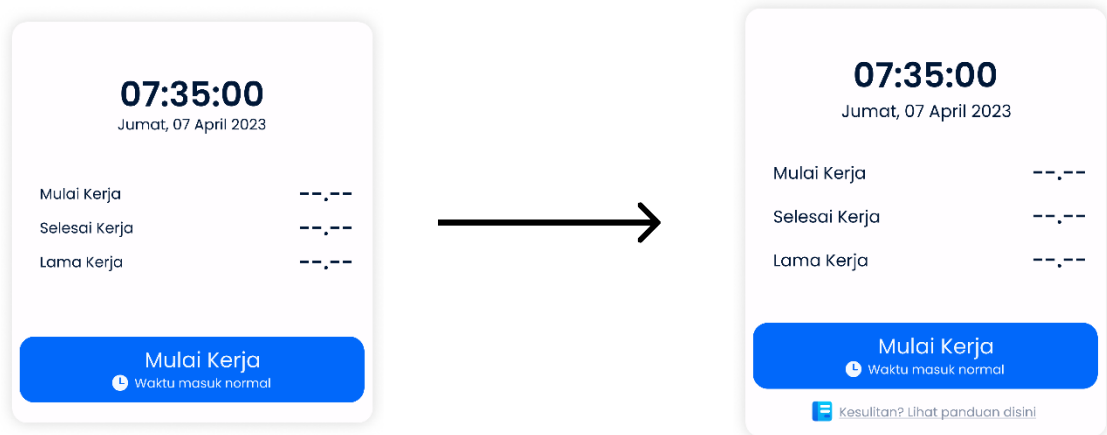 07:35:00
Jumat, 07 April 2023
Mulai Kerja --.--
Selesai Kerja --.--
Lama Kerja --.--
Mulai Kerja
Waktu masuk normal
07:35:00
Jumat, 07 April 2023
Mulai Kerja --.--
Selesai Kerja --.--
Lama Kerja --.--
Mulai Kerja
Waktu masuk normal
Kesulitan? Lihat panduan disini